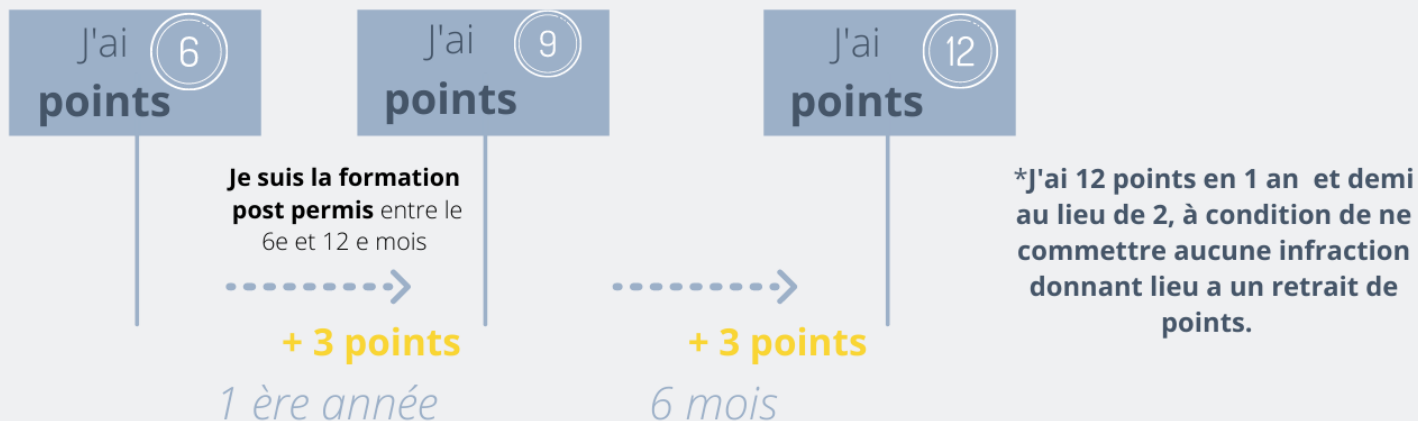 J'ai 6
points
J'ai 9
points
J'ai 12
points
Je suis la formation
post permis entre le
6e et 12 e mois
+ 3 points
1 ère année
+ 3 points
6 mois
*J'ai 12 points en 1 an  et demi
au lieu de 2, à condition de ne
commettre aucune infraction
donnant lieu a un retrait de
points.